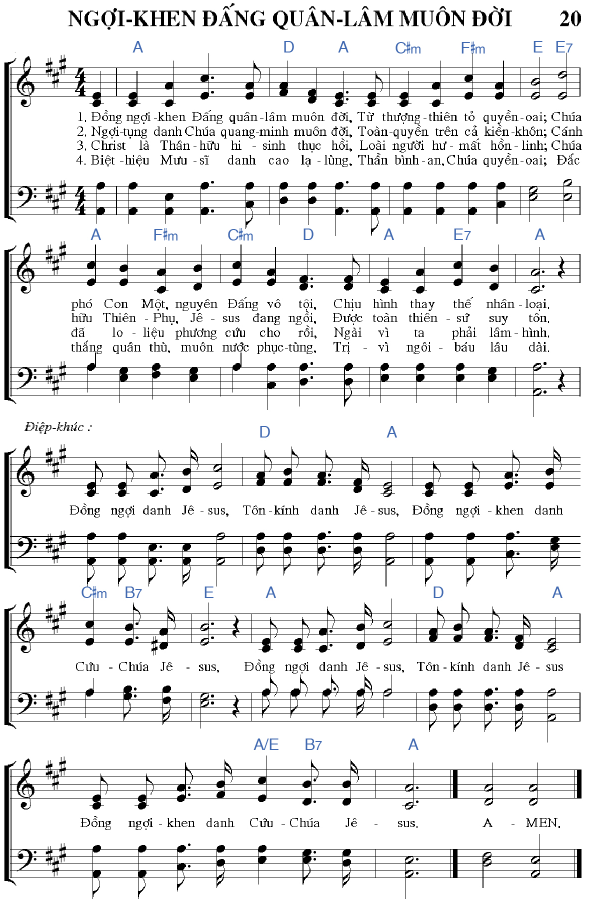 NGỢI-KHEN ĐẤNG QUÂN-LÂM MUÔN ĐỜI 20
A D A C#m F#m E E7
1. Đồng ngợi-khen Đấng quân-lâm muôn đời, Từ thượng-thiên tỏ quyền-oai; Chúa
2. Ngợi-tụng danh Chúa quang-minh muôn đời, Toàn-quyền trên cả kiền-khôn; Cánh
3. Christ là Thần-hữu hi-sinh thục hồi, Loài người hư-mất hồn-linh; Chúa
4. Biệt-hiệu Mưu-sĩ danh cao lạ-lùng, Thần bình-an, Chúa quyền-oai; Đấc
A F#m C#m D A E7 A
phó Con Một, nguyên Đấng vô tội, Chịu hình thay thế nhân-loại.
hữu Thiên-Phụ, Jê-sus đang ngồi, Được toàn thiên-sứ suy tôn.
đã lo-liệu phương cứu cho rồi, Ngài vì ta phải lâm-hình.
thắng quân thù, muôn nước phục-tùng, Trị-vì ngôi-báu lâu dài.
Điệp-khúc :
D A
Đồng ngợi danh Jê-sus, Tôn-kính danh Jê-sus, Đồng ngợi-khen danh
C#m B7 E A D A
Cứu-Chúa Jê-sus, Đồng ngợi danh Jê-sus, Tôn-kính danh Jê-sus
A/E B7 A
Đồng ngợi-khen danh Cứu-Chúa Jê-sus. A-MEN.